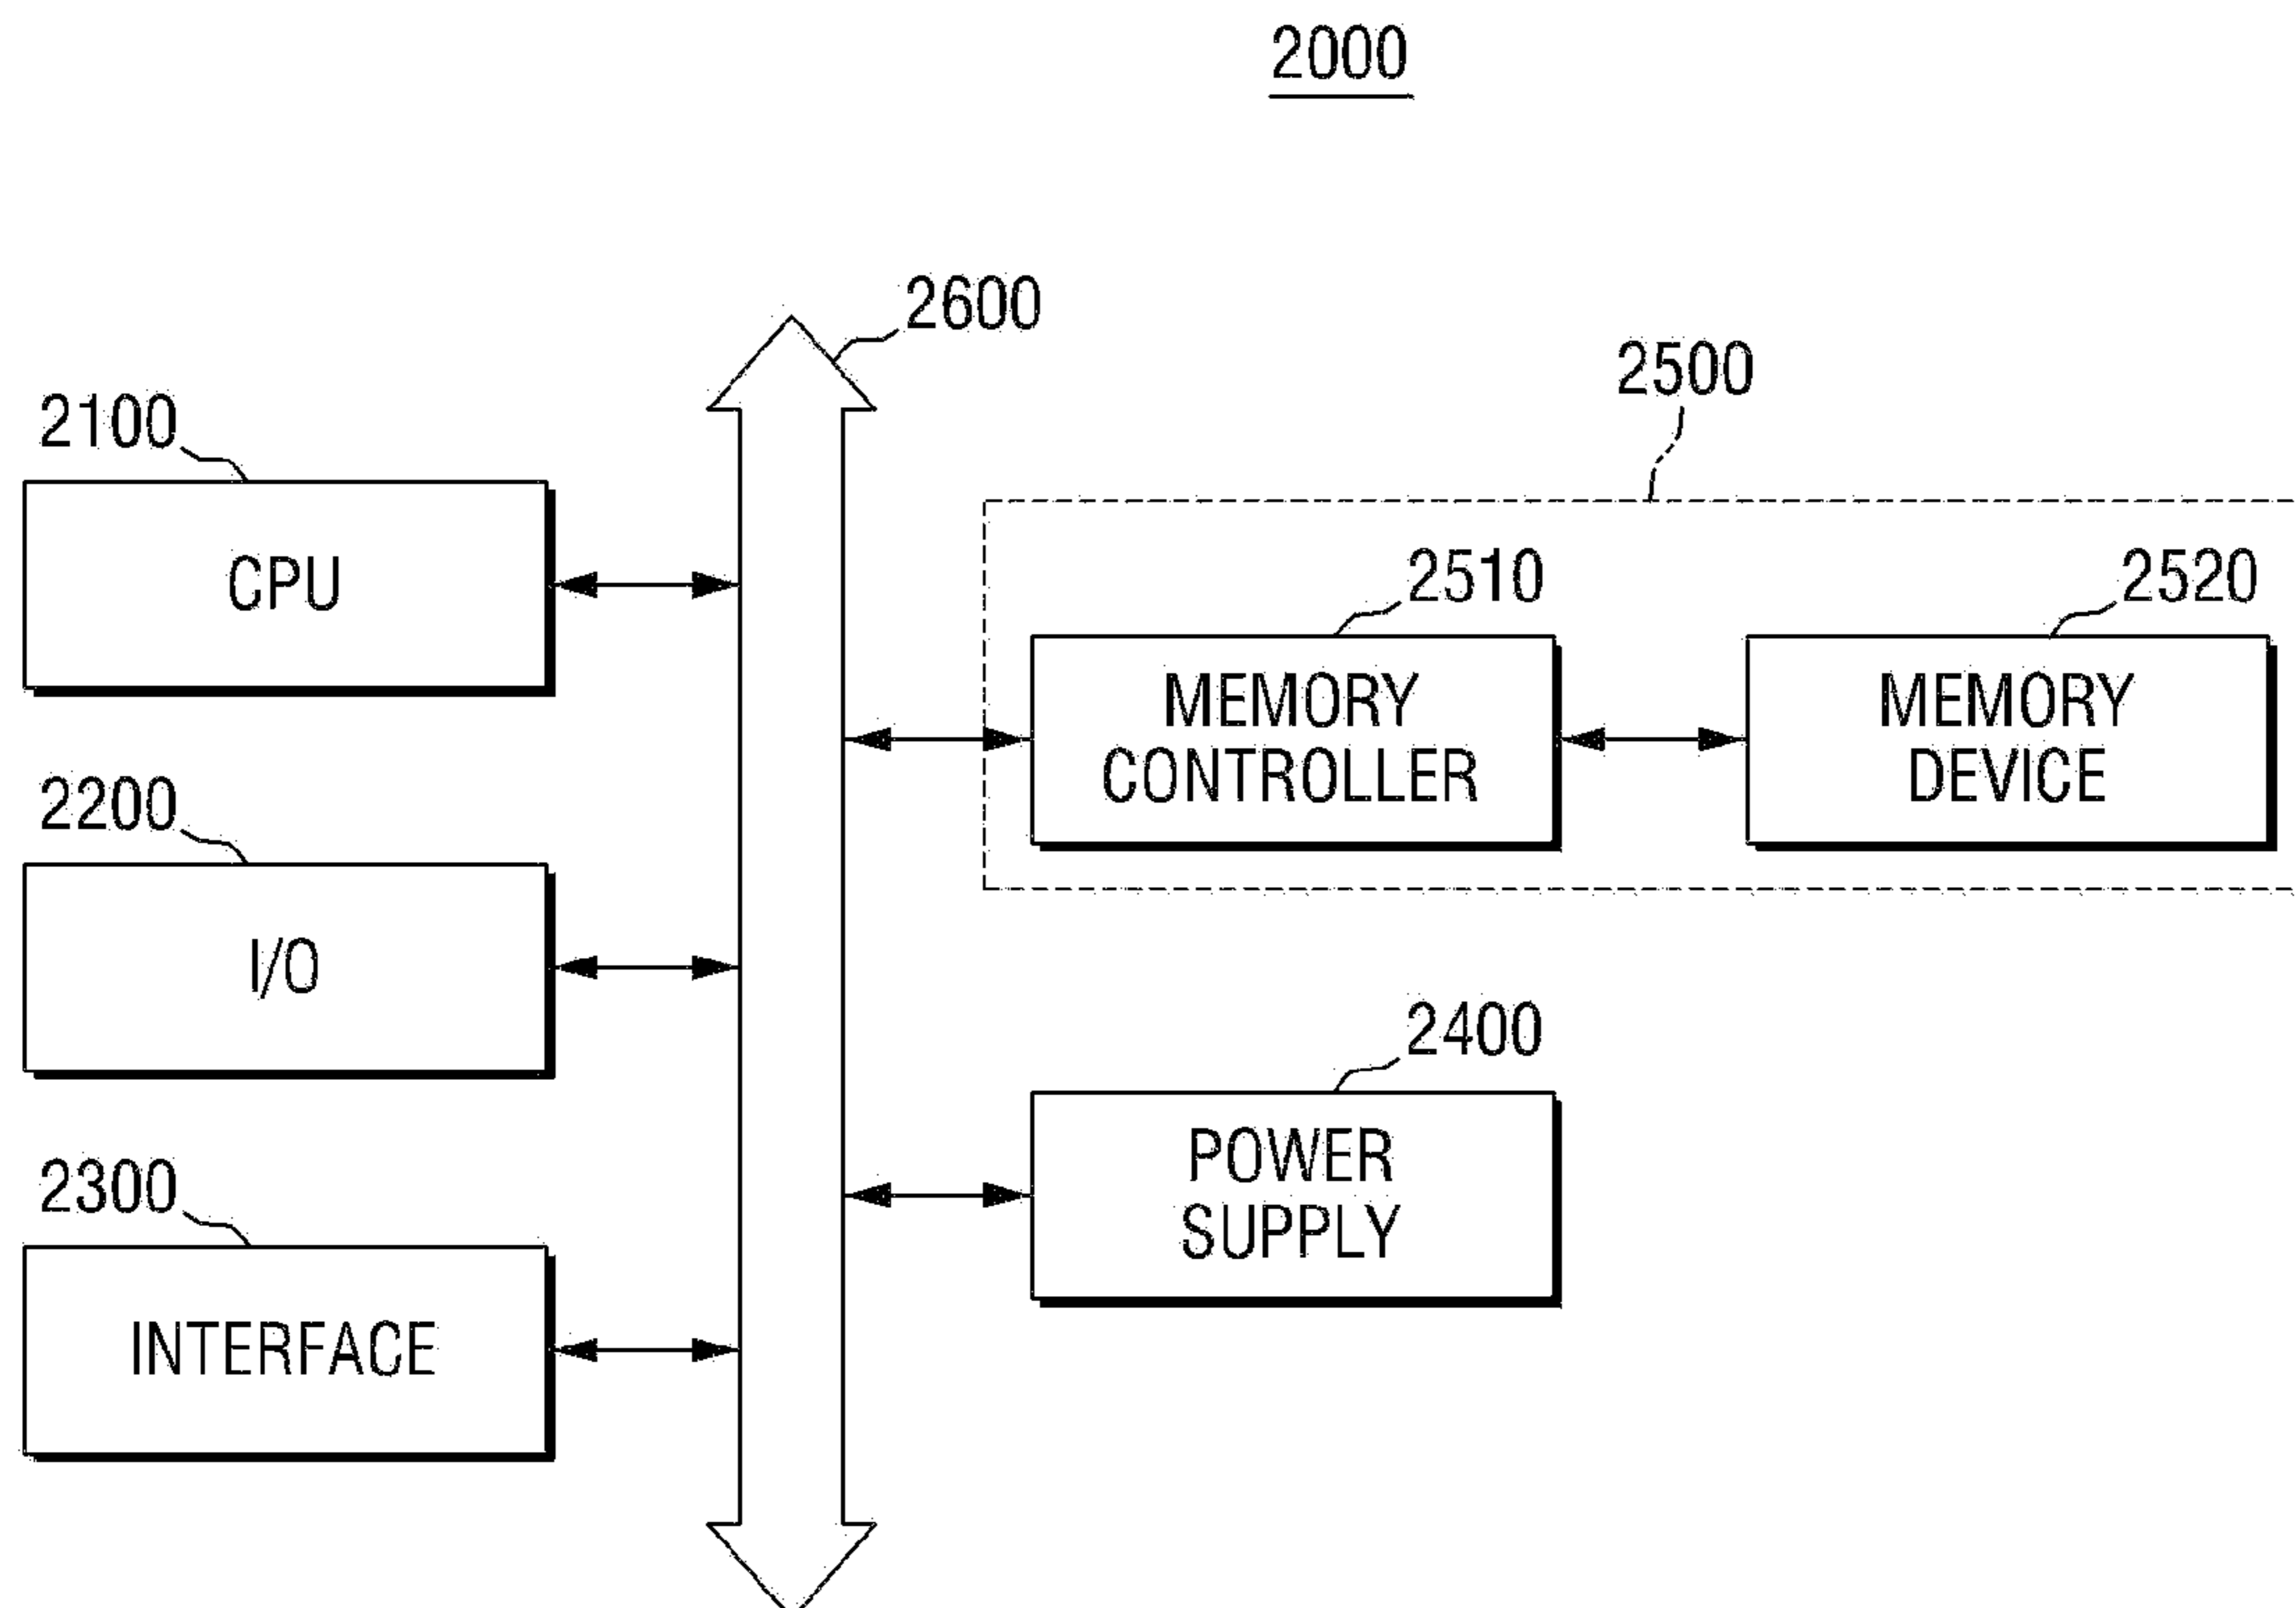 2000
2600
2500
2100
CPU
2510
2520
MEMORY
CONTROLLER
MEMORY
DEVICE
2200
I/O
2400
POWER
SUPPLY
2300
INTERFACE